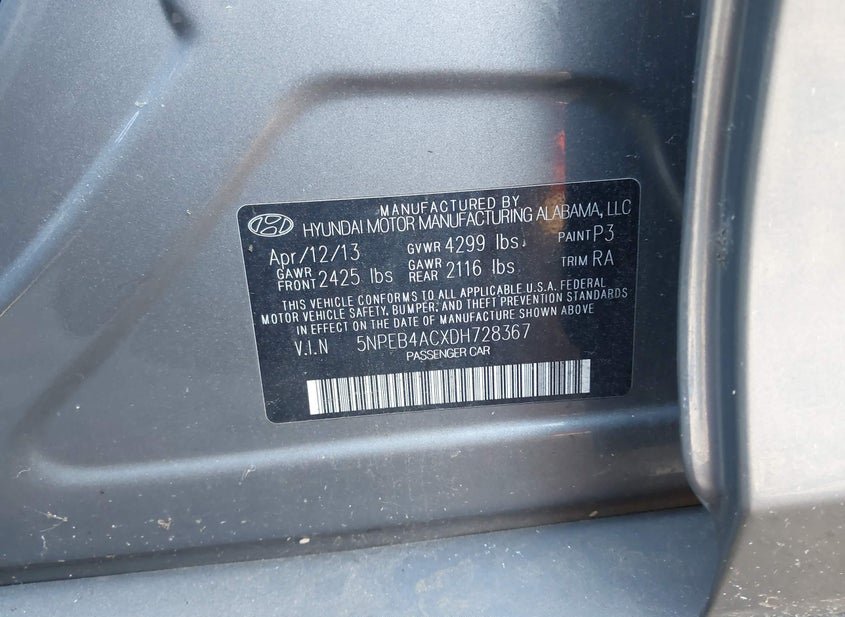 MANUFACTURED BY
HYUNDAI MOTOR MANUFACTURING ALABAMA, LLC
Apr/12/13 GVWR 4299 lbs PAINT P3
GAWR FRONT 2425 lbs GAWR REAR 2116 lbs TRIM RA
THIS VEHICLE CONFORMS TO ALL APPLICABLE U.S.A. FEDERAL
MOTOR VEHICLE SAFETY, BUMPER, AND THEFT PREVENTION STANDARDS
IN EFFECT ON THE DATE OF MANUFACTURE SHOWN ABOVE
V.I.N 5NPEB4ACXDH728367
PASSENGER CAR